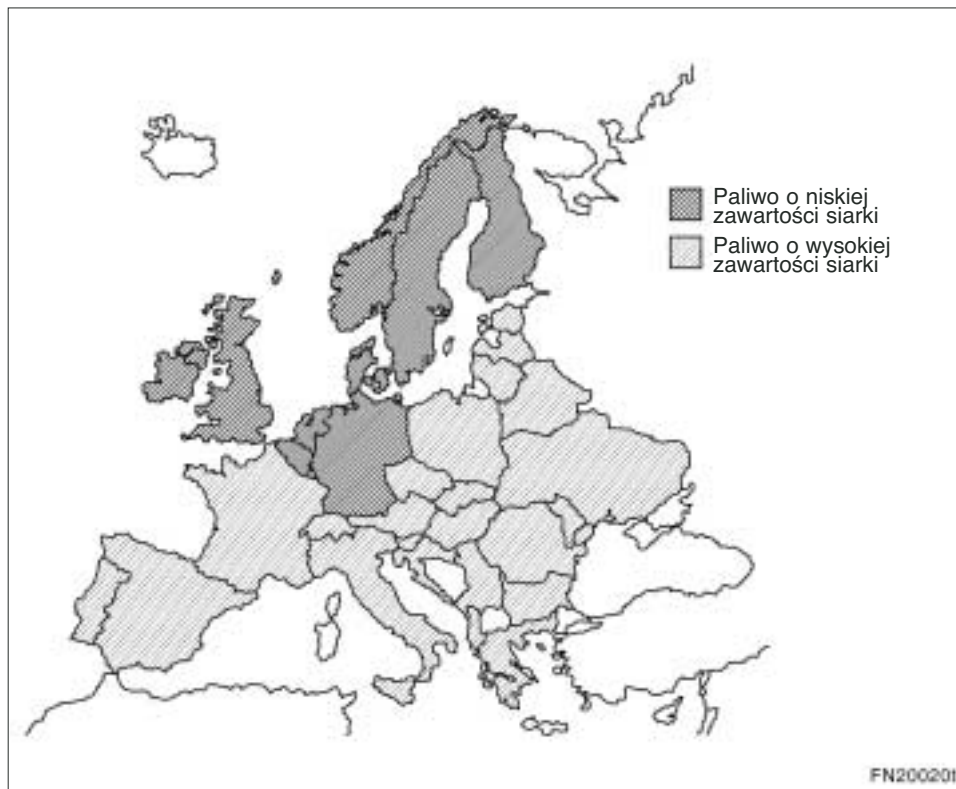 Paliwo o niskiej
zawartości siarki
Paliwo o wysokiej
zawartości siarki
FN20020t